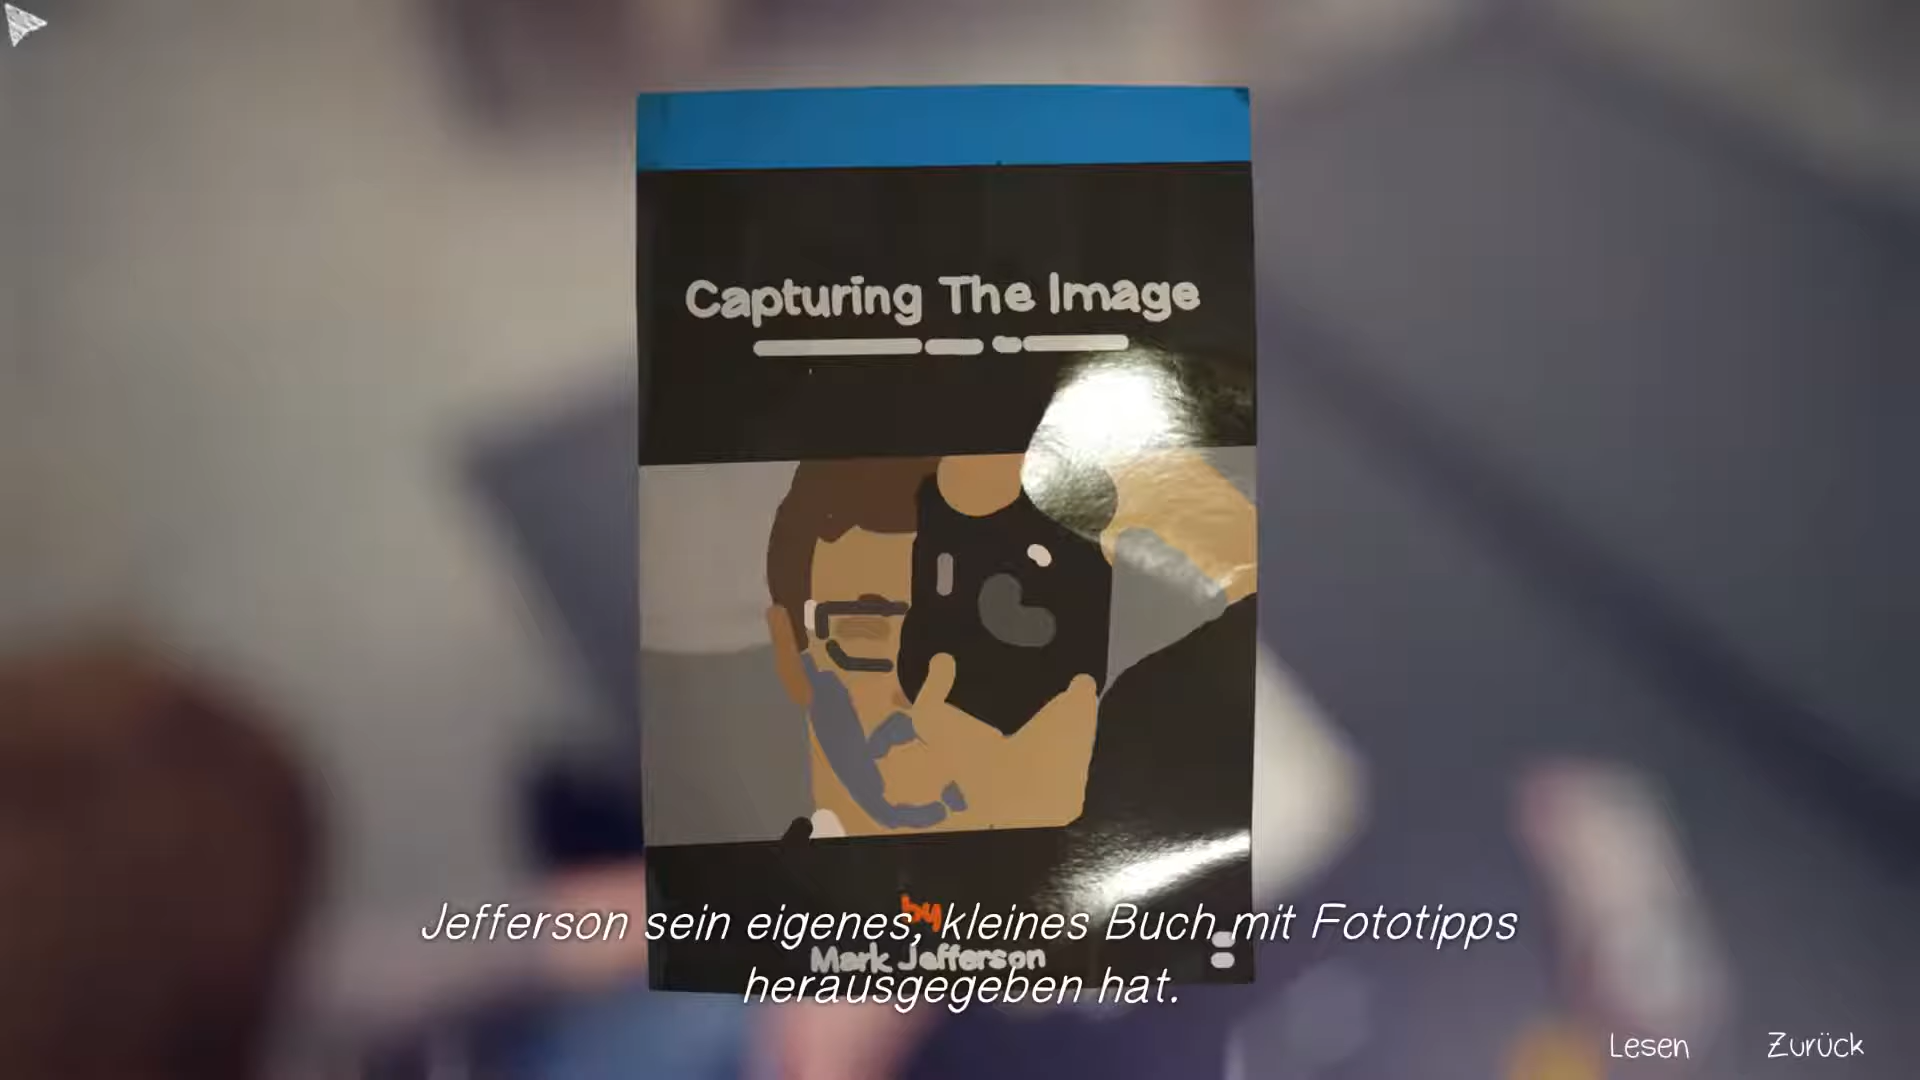 Capturing The Image
by
Jefferson sein eigenes, kleines Buch mit Fototipps
Mark Jefferson
herausgegeben hat.
Lesen Zurück